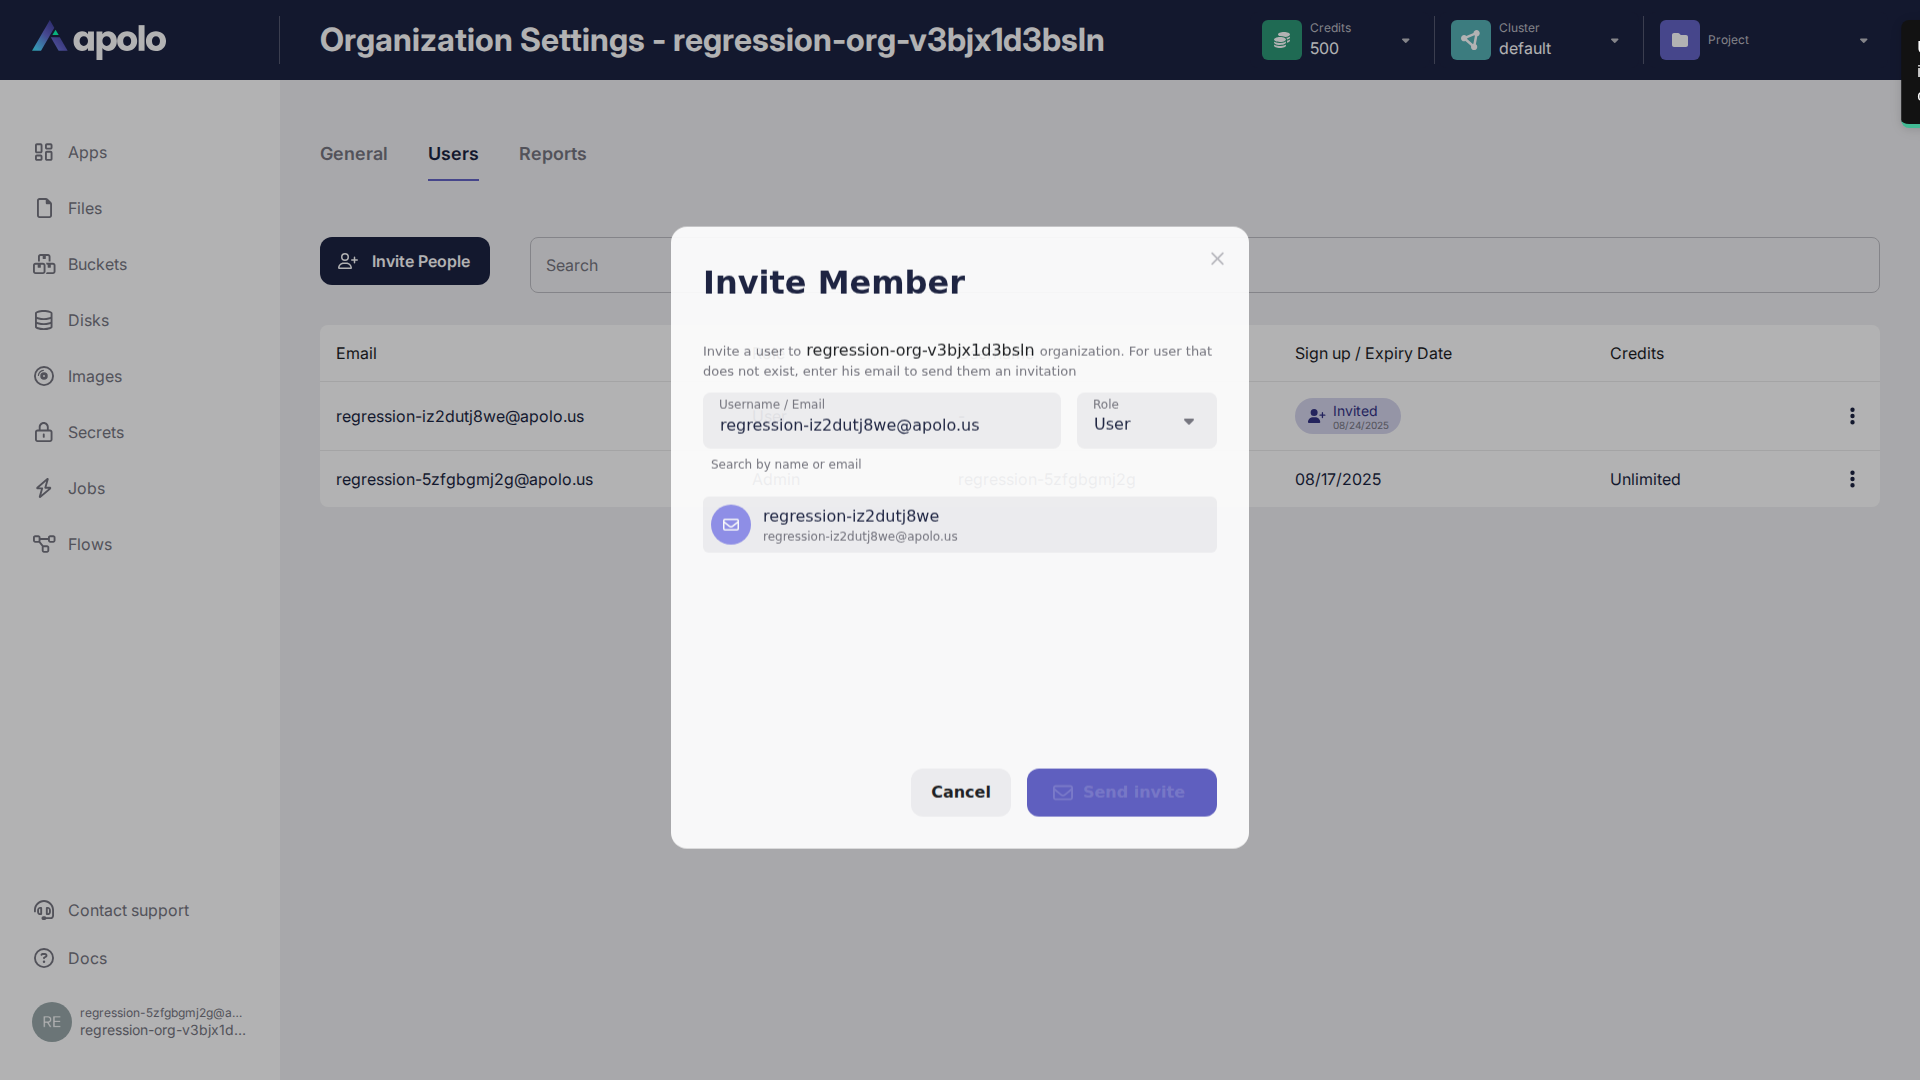 apolo
Organization Settings - regression-org-v3bjx1d3bsln
Credits
500
Cluster
default
Project
Apps
Files
Buckets
Disks
Images
Secrets
Jobs
Flows
Contact support
Docs
RE
regression-5zfgbgmj2g@a...
regression-org-v3bjx1d...
General
Users
Reports
Invite People
Search
Email
Sign up / Expiry Date
Credits
regression-iz2dutj8we@apolo.us
Invited
08/24/2025
regression-5zfgbgmj2g@apolo.us
Admin
regression-5zfgbgmj2g
08/17/2025
Unlimited
Invite Member
Invite a user to regression-org-v3bjx1d3bsln organization. For user that
does not exist, enter his email to send them an invitation
Username / Email
regression-iz2dutj8we@apolo.us
Role
User
Search by name or email
regression-iz2dutj8we
regression-iz2dutj8we@apolo.us
Cancel
Send invite